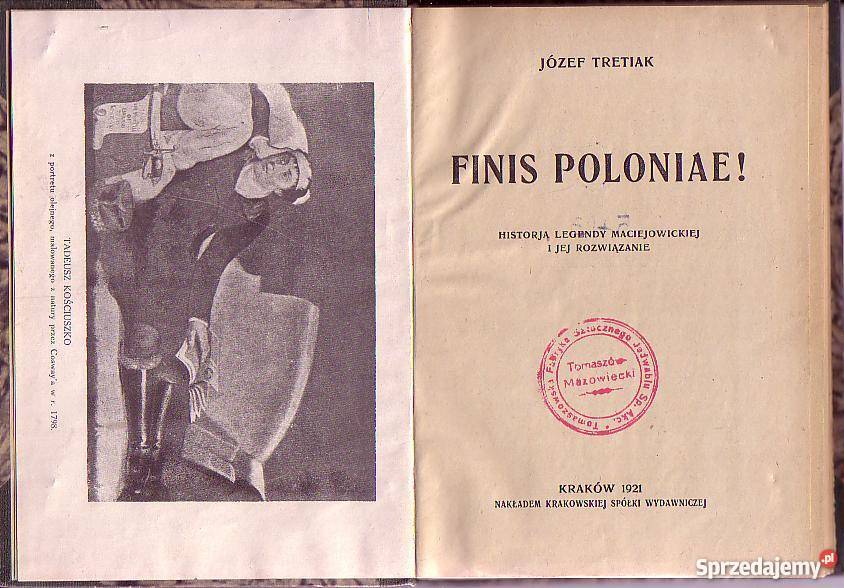 TADEUSZ KOŚCIUSZKO
z portretu olejnego, malowanego z natury przez Cosway'a w r. 1798.
JÓZEF TRETIAK
FINIS POLONIAE!
HISTORJA LEGENDY MACIEJOWICKIEJ
I JEJ ROZWIĄZANIE
Tomaszowska Fabryka Sztucznego Jedwabiu Sp. Akc. *
Tomaszów
Mazowiecki
KRAKÓW 1921
NAKŁADEM KRAKOWSKIEJ SPÓŁKI WYDAWNICZEJ
Sprzedajemy.pl